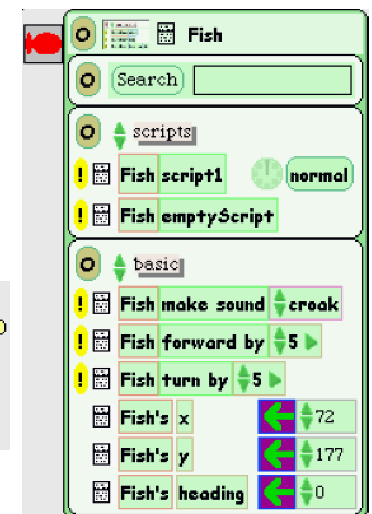 Fish
Search
scripts
! Fish script1 normal
! Fish emptyScript
basic
! Fish make sound croak
! Fish forward by 5
! Fish turn by 5
Fish's x 72
Fish's y 177
Fish's heading 0